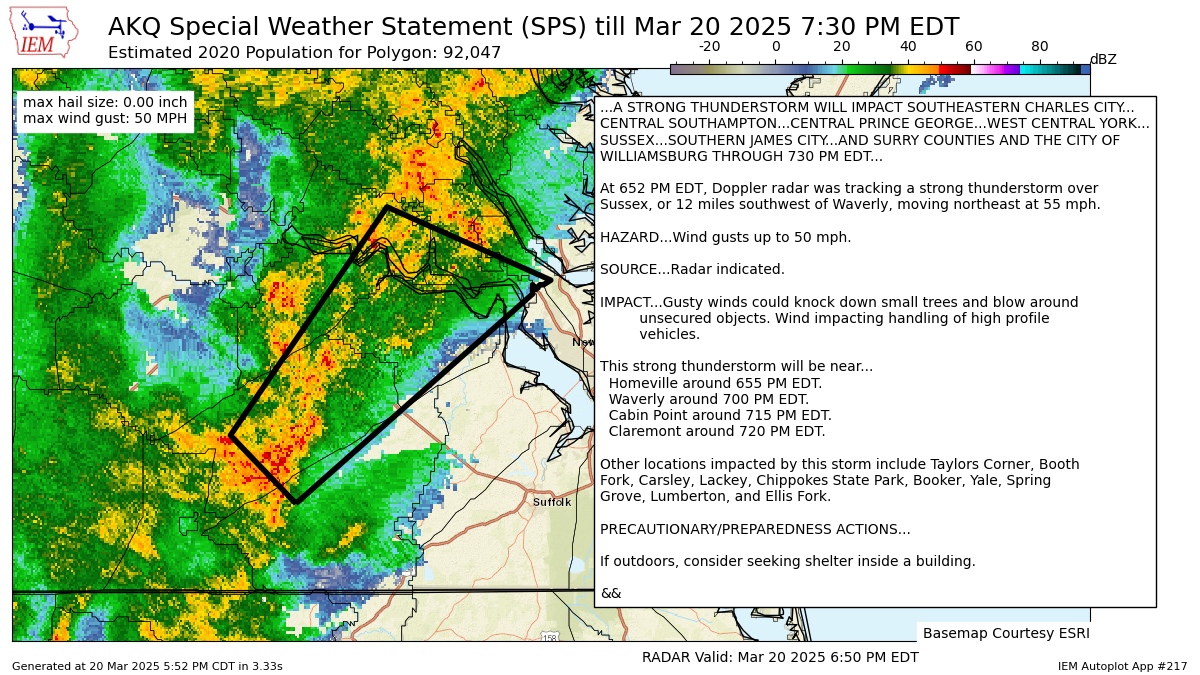 IEM
AKQ Special Weather Statement (SPS) till Mar 20 2025 7:30 PM EDT
Estimated 2020 Population for Polygon: 92,047
-20 0 20 40 60 80
dBZ
max hail size: 0.00 inch
max wind gust: 50 MPH
...A STRONG THUNDERSTORM WILL IMPACT SOUTHEASTERN CHARLES CITY...
CENTRAL SOUTHAMPTON...CENTRAL PRINCE GEORGE...WEST CENTRAL YORK...
SUSSEX...SOUTHERN JAMES CITY...AND SURRY COUNTIES AND THE CITY OF
WILLIAMSBURG THROUGH 730 PM EDT...
At 652 PM EDT, Doppler radar was tracking a strong thunderstorm over
Sussex, or 12 miles southwest of Waverly, moving northeast at 55 mph.
HAZARD...Wind gusts up to 50 mph.
SOURCE...Radar indicated.
IMPACT...Gusty winds could knock down small trees and blow around
unsecured objects. Wind impacting handling of high profile
vehicles.
This strong thunderstorm will be near...
Homeville around 655 PM EDT.
Waverly around 700 PM EDT.
Cabin Point around 715 PM EDT.
Claremont around 720 PM EDT.
Other locations impacted by this storm include Taylors Corner, Booth
Fork, Carsley, Lackey, Chippokes State Park, Booker, Yale, Spring
Grove, Lumberton, and Ellis Fork.
PRECAUTIONARY/PREPAREDNESS ACTIONS...
If outdoors, consider seeking shelter inside a building.
&&
New
Suffolk
158
Basemap Courtesy ESRI
RADAR Valid: Mar 20 2025 6:50 PM EDT
Generated at 20 Mar 2025 5:52 PM CDT in 3.33s
IEM Autoplot App #217